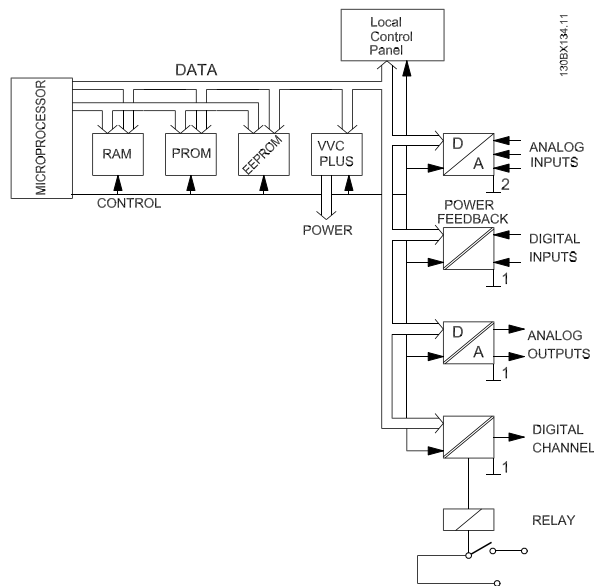 Local
Control
Panel
130BX134.11
DATA
MICROPROCESSOR
RAM
PROM
EEPROM
VVC
PLUS
CONTROL
POWER
D
A
ANALOG
INPUTS
2
POWER
FEEDBACK
DIGITAL
INPUTS
1
D
A
ANALOG
OUTPUTS
1
DIGITAL
CHANNEL
1
RELAY